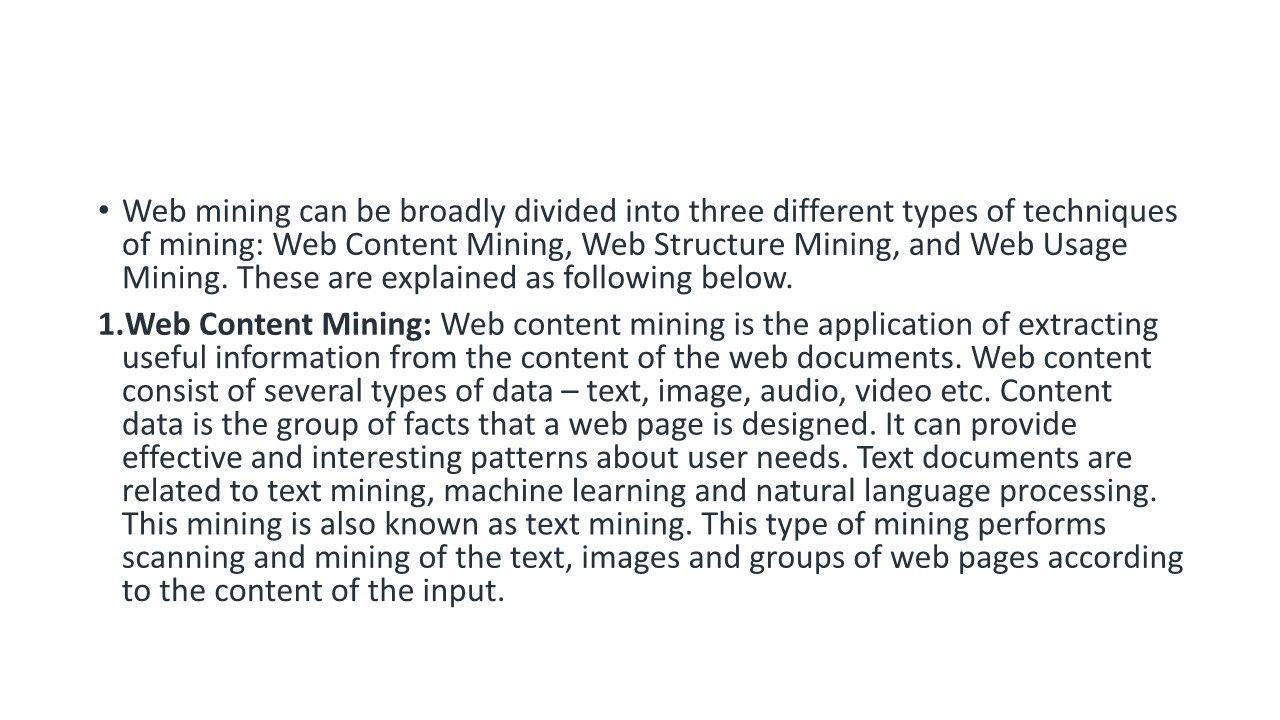 • Web mining can be broadly divided into three different types of techniques
of mining: Web Content Mining, Web Structure Mining, and Web Usage
Mining. These are explained as following below.
1.Web Content Mining: Web content mining is the application of extracting
useful information from the content of the web documents. Web content
consist of several types of data – text, image, audio, video etc. Content
data is the group of facts that a web page is designed. It can provide
effective and interesting patterns about user needs. Text documents are
related to text mining, machine learning and natural language processing.
This mining is also known as text mining. This type of mining performs
scanning and mining of the text, images and groups of web pages according
to the content of the input.